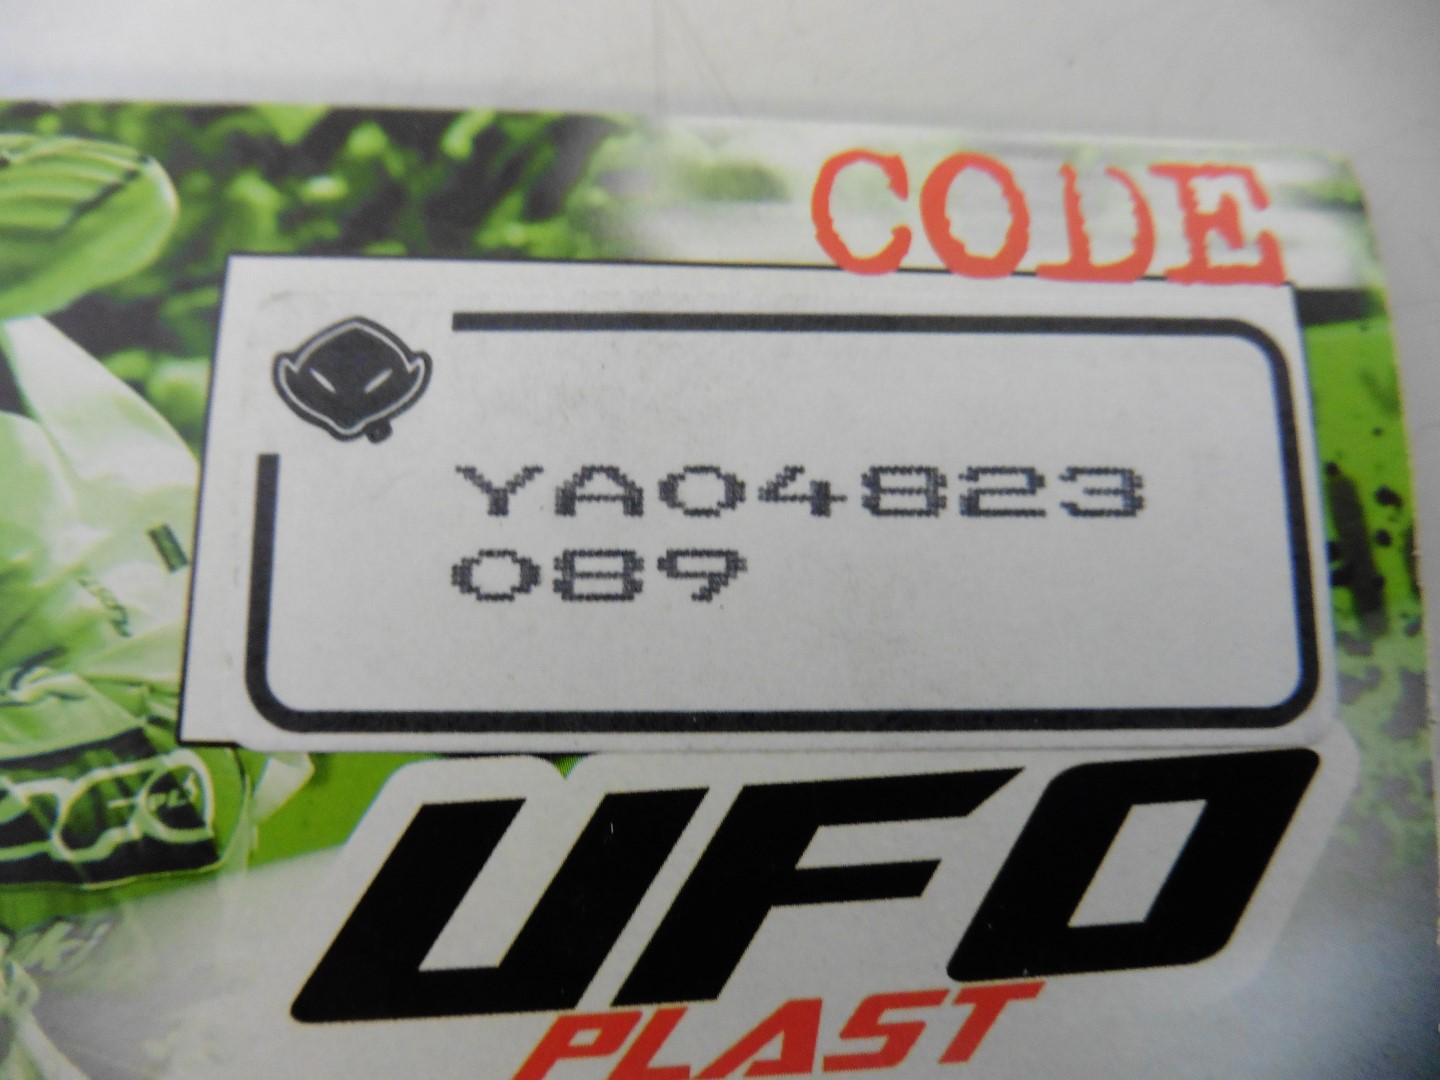 CODE
YA04823
089
UFO
PLAST